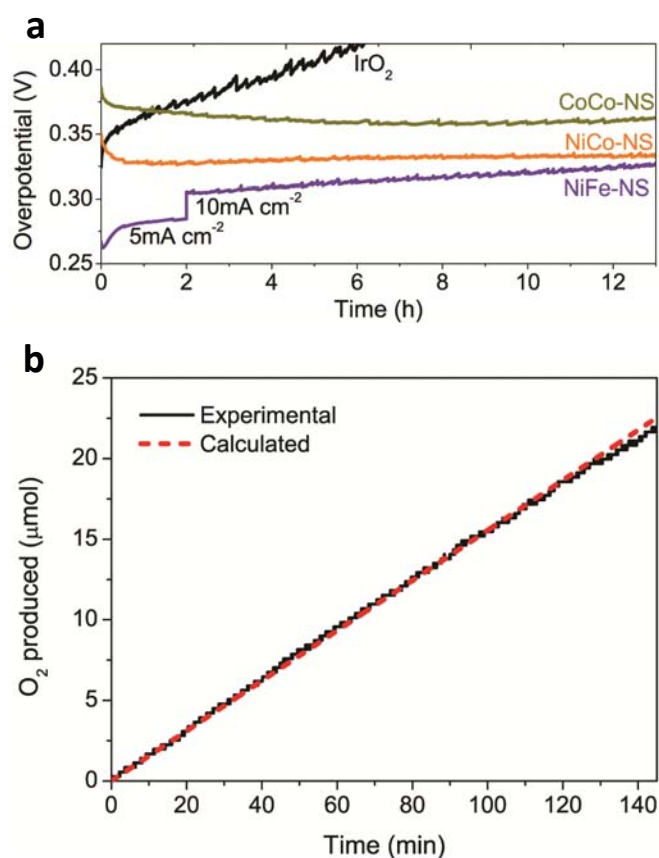 a
Overpotential (V)
0.40
0.35
0.30
0.25
IrO₂
CoCo-NS
NiCo-NS
NiFe-NS
10mA cm⁻²
5mA cm⁻²
0 2 4 6 8 10 12
Time (h)
b
O₂ produced (μmol)
25
20
15
10
5
0
Experimental
Calculated
0 20 40 60 80 100 120 140
Time (min)